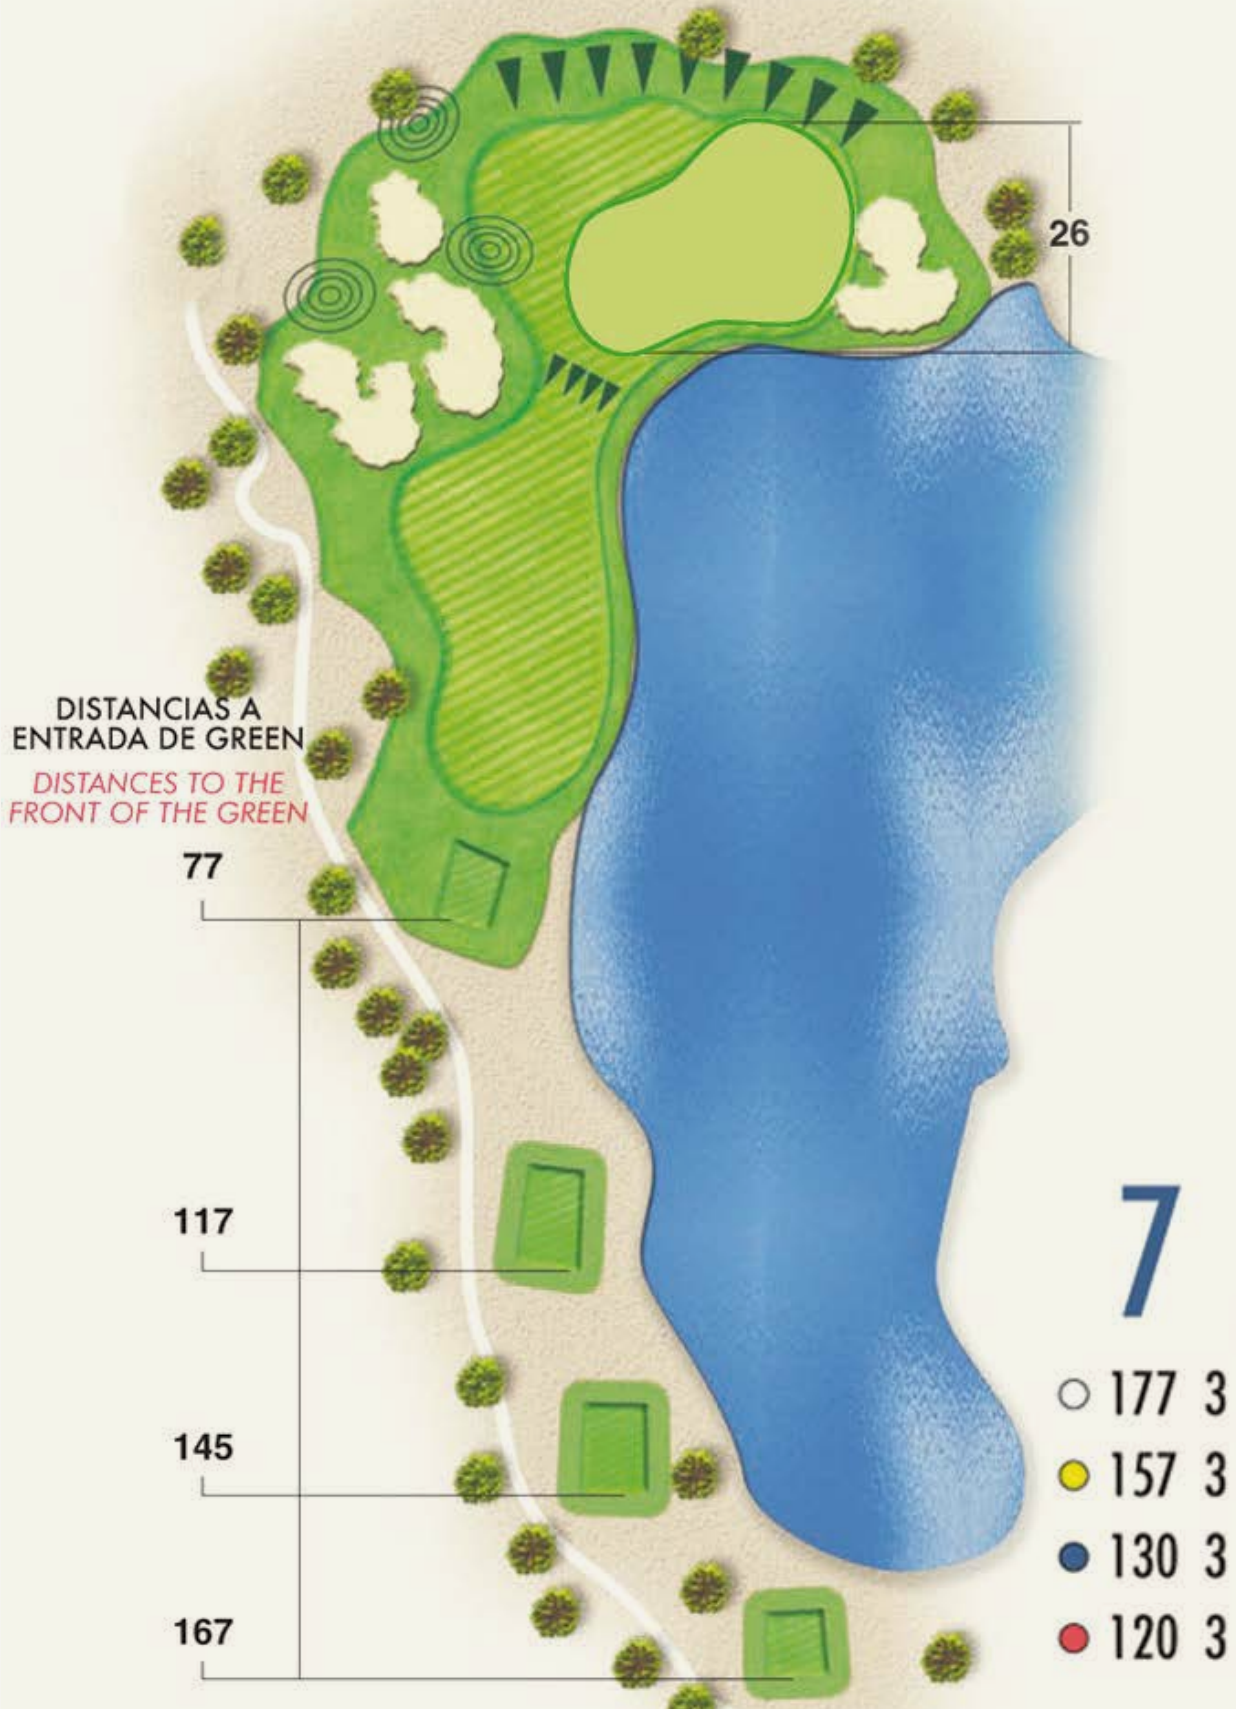 26
DISTANCIAS A
ENTRADA DE GREEN
DISTANCES TO THE
FRONT OF THE GREEN
77
117
145
167
7
177 3
157 3
130 3
120 3